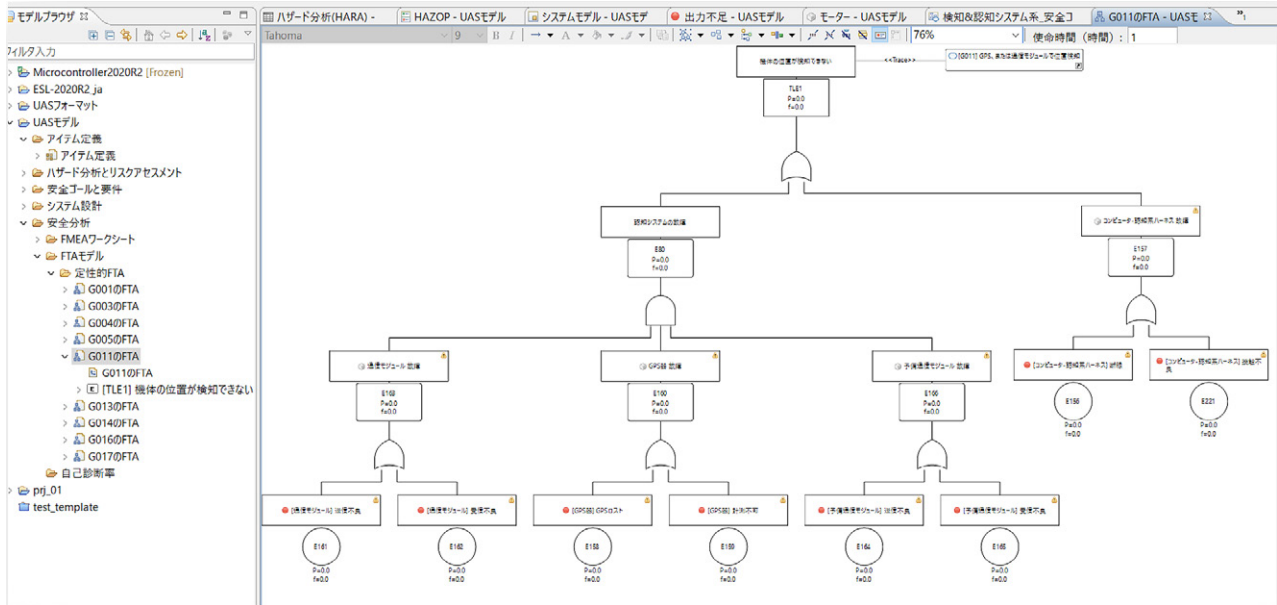 モデルブラウザ
ハザード分析(HARA) -
HAZOP - UASモデル
システムモデル - UASモデ
出力不足 - UASモデル
モーター - UASモデル
検知&認知システム系_安全コ
G011のFTA - UASモ
Tahoma
9
B
I
76%
使命時間（時間）: 1
フィルタ入力
Microcontroller2020R2 [Frozen]
ESL-2020R2_ja
UASフォーマット
UASモデル
アイテム定義
アイテム定義
ハザード分析とリスクアセスメント
安全ゴールと要件
システム設計
安全分析
FMEAワークシート
FTAモデル
定性的FTA
G001のFTA
G003のFTA
G004のFTA
G005のFTA
G011のFTA
G011のFTA
[TLE1] 機体の位置が検知できない
G013のFTA
G014のFTA
G016のFTA
G017のFTA
自己診断率
prj_01
test_template
機体の位置が検知できない
<<Trace>>
[G011] GPS、または通信モジュールで位置検知
TLE1
P=0.0
f=0.0
認知システムの故障
E80
P=0.0
f=0.0
コンピュータ-認知系ハーネス 故障
E157
P=0.0
f=0.0
通信モジュール 故障
E163
P=0.0
f=0.0
GPS器 故障
E160
P=0.0
f=0.0
予備通信モジュール 故障
E166
P=0.0
f=0.0
[コンピュータ-認知系ハーネス] 断線
E156
P=0.0
f=0.0
[コンピュータ-認知系ハーネス] 接触不
良
E221
P=0.0
f=0.0
[通信モジュール] 送信不良
E161
P=0.0
f=0.0
[通信モジュール] 受信不良
E162
P=0.0
f=0.0
[GPS器] GPSロスト
E158
P=0.0
f=0.0
[GPS器] 計測不可
E159
P=0.0
f=0.0
[予備通信モジュール] 送信不良
E164
P=0.0
f=0.0
[予備通信モジュール] 受信不良
E165
P=0.0
f=0.0